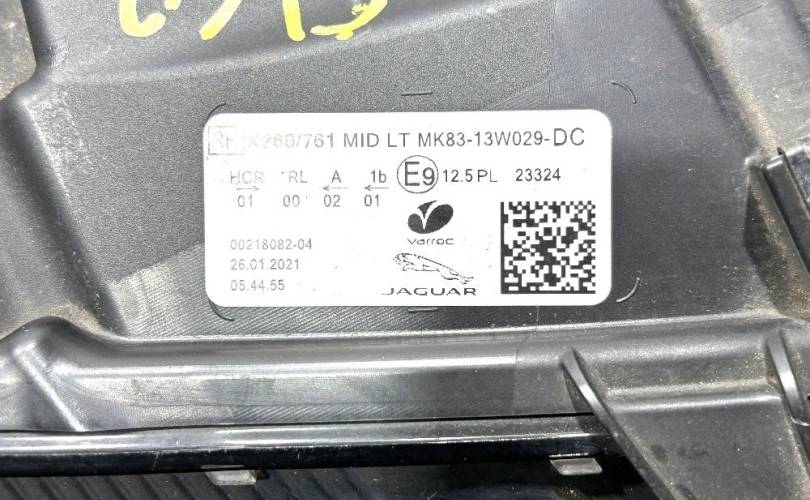 RH X260/761 MID LT MK83-13W029-DC
HCR RL A 1b E9 12.5 PL 23324
01 00 02 01
00218082-04
26.01.2021
05.44.55
varroc
JAGUAR